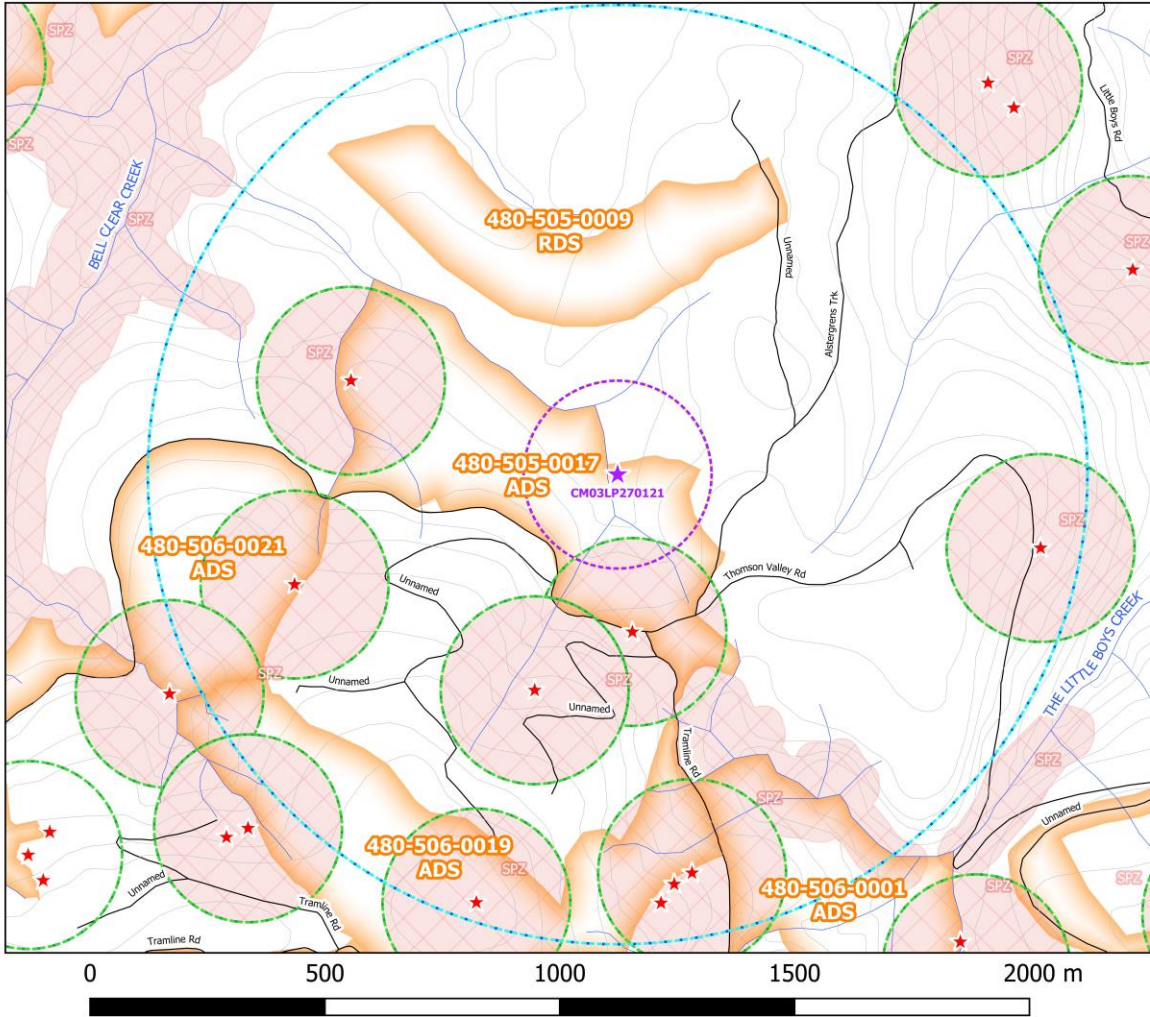 SPZ
SPZ
SPZ
Little Boys Rd
SPZ
BELL CLEAR CREEK
SPZ
480-505-0009
RDS
Unnamed
SPZ
Alstergrens Trk
SPZ
480-505-0017
ADS
CM03LP270121
480-506-0021
ADS
SPZ
Unnamed
Thomson Valley Rd
THE LITTLE BOYS CREEK
SPZ
Unnamed
SPZ
Unnamed
Tramline Rd
SPZ
SPZ
Unnamed
480-506-0019
ADS
SPZ
480-506-0001
ADS
SPZ
SPZ
Unnamed
Tramline Rd
Tramline Rd
0 500 1000 1500 2000 m